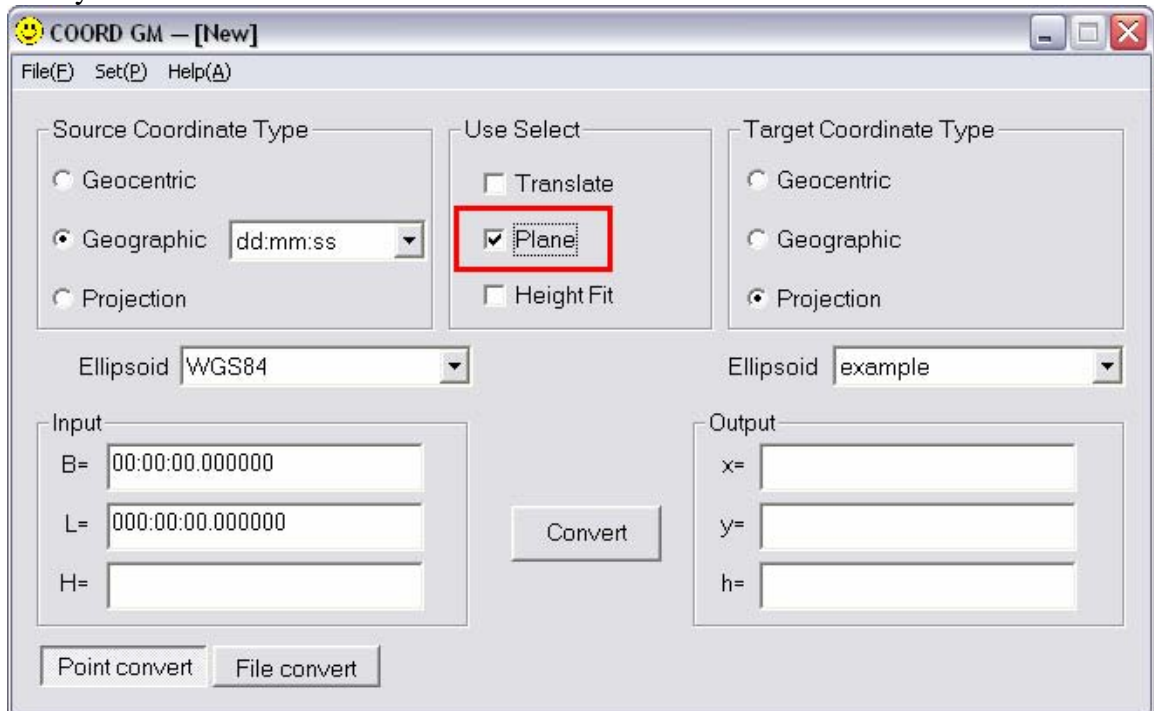 COORD GM — [New]
File(F) Set(P) Help(A)
Source Coordinate Type
Geocentric
Geographic dd:mm:ss
Projection
Use Select
Translate
Plane
Height Fit
Target Coordinate Type
Geocentric
Geographic
Projection
Ellipsoid WGS84
Ellipsoid example
Input
B= 00:00:00.000000
L= 000:00:00.000000
H=
Convert
Output
x=
y=
h=
Point convert File convert